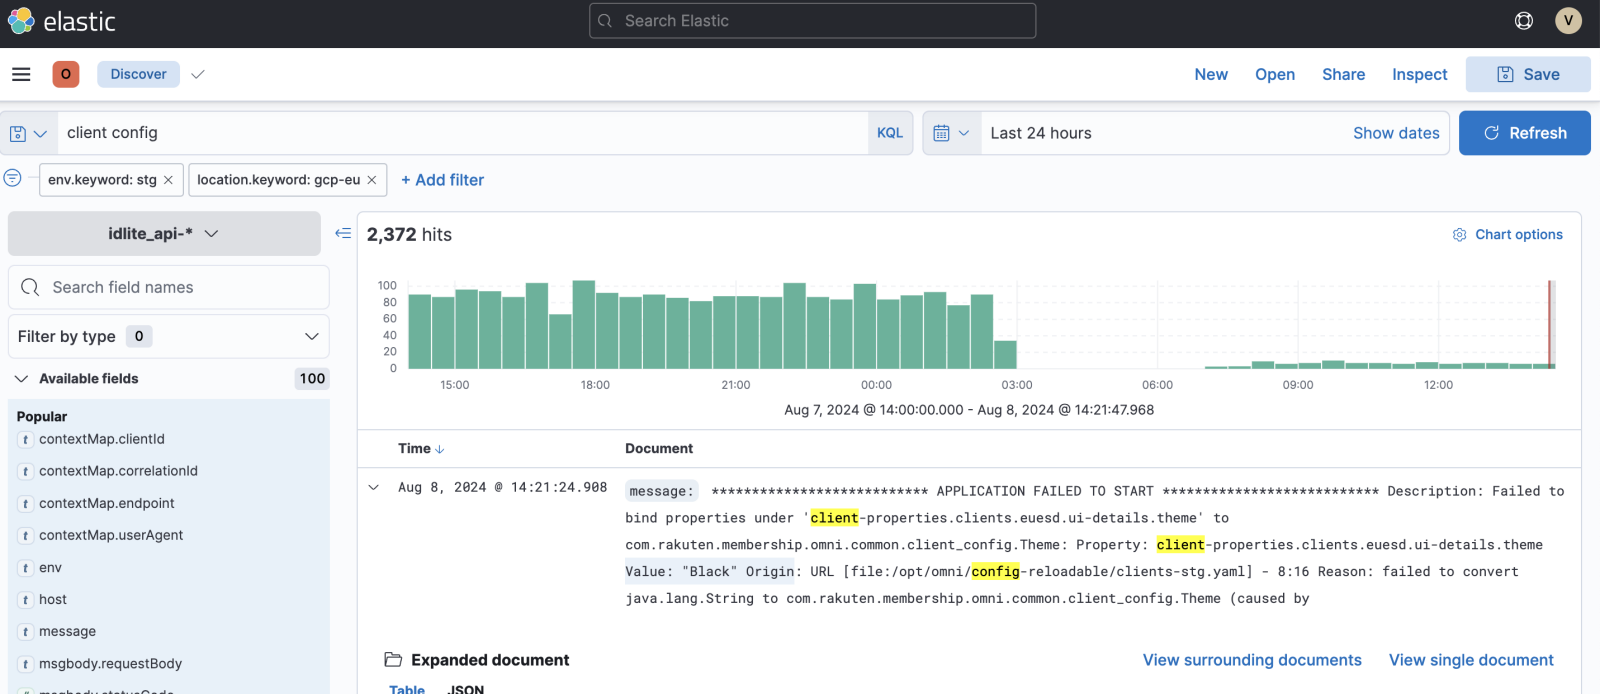 elastic
Search Elastic
V
O
Discover
New
Open
Share
Inspect
Save
client config
KQL
Last 24 hours
Show dates
Refresh
env.keyword: stg ×
location.keyword: gcp-eu ×
+ Add filter
idlite_api-*
2,372 hits
Chart options
Search field names
Filter by type 0
Available fields 100
Popular
t contextMap.clientId
t contextMap.correlationId
t contextMap.endpoint
t contextMap.userAgent
t env
t host
t message
t msgbody.requestBody
msgbody.statusCode
100
80
60
40
20
0
15:00 18:00 21:00 00:00 03:00 06:00 09:00 12:00
Aug 7, 2024 @ 14:00:00.000 - Aug 8, 2024 @ 14:21:47.968
Time ↓ Document
Aug 8, 2024 @ 14:21:24.908
message: *************************** APPLICATION FAILED TO START *************************** Description: Failed to
bind properties under 'client-properties.clients.euesd.ui-details.theme' to
com.rakuten.membership.omni.common.client_config.Theme: Property: client-properties.clients.euesd.ui-details.theme
Value: "Black" Origin: URL [file:/opt/omni/config-reloadable/clients-stg.yaml] - 8:16 Reason: failed to convert
java.lang.String to com.rakuten.membership.omni.common.client_config.Theme (caused by
Expanded document
View surrounding documents
View single document
Table JSON